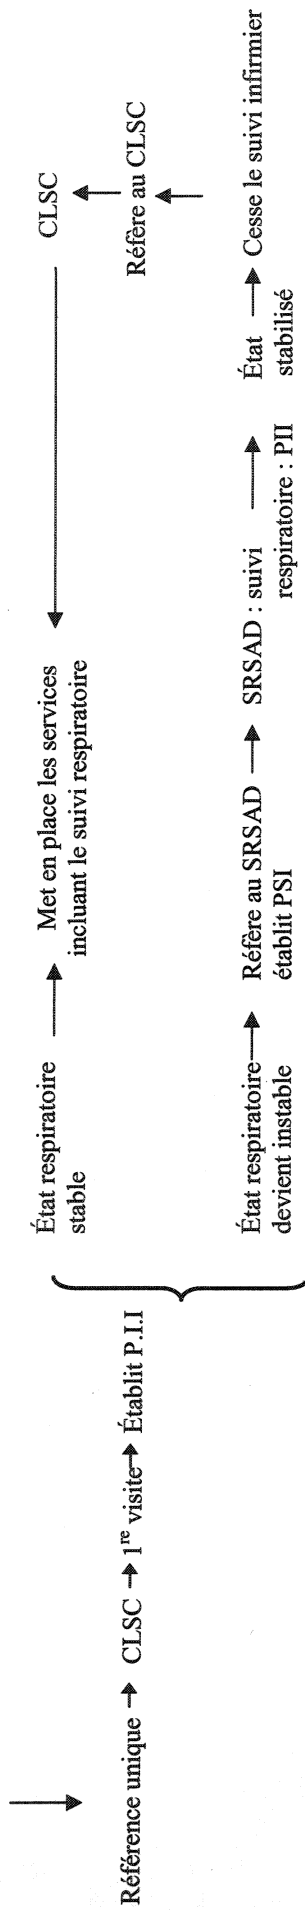 Référence unique → CLSC → 1re visite → Établit P.I.I
État respiratoire
stable
Met en place les services
incluant le suivi respiratoire
CLSC
Réfère au CLSC
État respiratoire
devient instable
Réfère au SRSAD
établit PSI
SRSAD : suivi
respiratoire : PII
État
stabilisé
Cesse le suivi infirmier